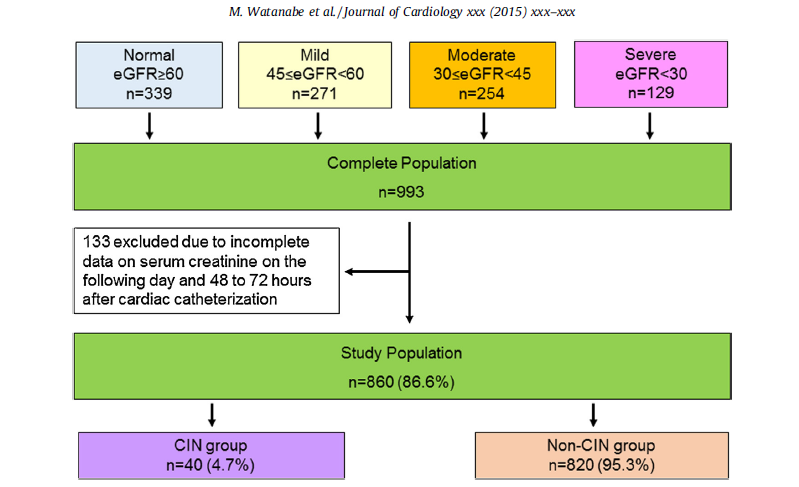 M. Watanabe et al./Journal of Cardiology xxx (2015) xxx–xxx
Normal
eGFR≥60
n=339
Mild
45≤eGFR<60
n=271
Moderate
30≤eGFR<45
n=254
Severe
eGFR<30
n=129
Complete Population
n=993
133 excluded due to incomplete
data on serum creatinine on the
following day and 48 to 72 hours
after cardiac catheterization
Study Population
n=860 (86.6%)
CIN group
n=40 (4.7%)
Non-CIN group
n=820 (95.3%)